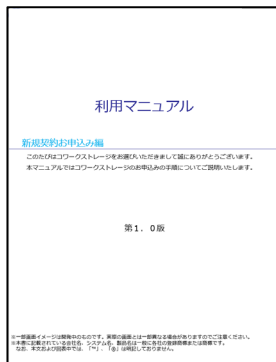 利用マニュアル
新規契約お申込み編
このたびはコワークストレージをお選びいただきまして誠にありがとうございます。
本マニュアルではコワークストレージのお申込みの手順についてご説明いたします。
第1．0版
※一部画面イメージは開発中のものです。実際の画面とは一部異なる場合がありますのでご注意ください。
※本書に記載されている会社名、システム名、製品名は一般に各社の登録商標または商標です。
なお、本文および図表中では、「™」、「®」は明記しておりません。